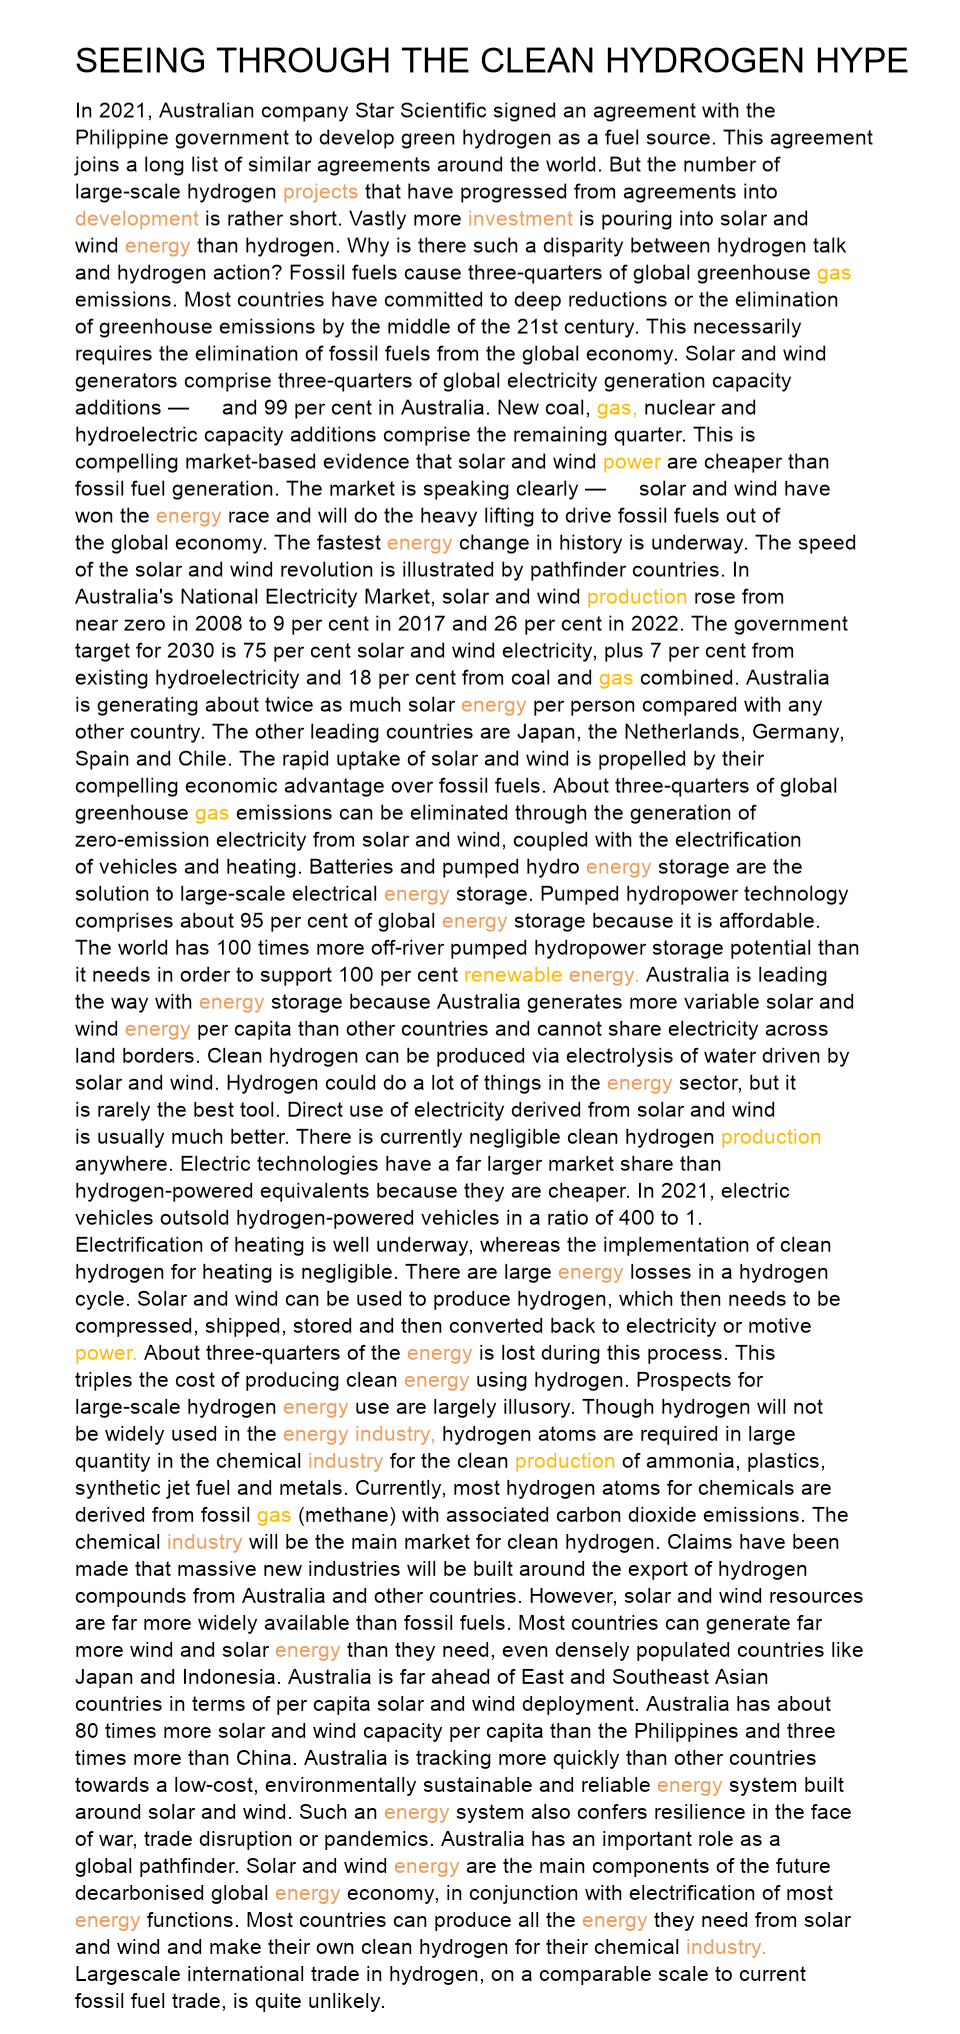 SEEING THROUGH THE CLEAN HYDROGEN HYPE
In 2021, Australian company Star Scientific signed an agreement with the
Philippine government to develop green hydrogen as a fuel source. This agreement
joins a long list of similar agreements around the world. But the number of
large-scale hydrogen projects that have progressed from agreements into
development is rather short. Vastly more investment is pouring into solar and
wind energy than hydrogen. Why is there such a disparity between hydrogen talk
and hydrogen action? Fossil fuels cause three-quarters of global greenhouse gas
emissions. Most countries have committed to deep reductions or the elimination
of greenhouse emissions by the middle of the 21st century. This necessarily
requires the elimination of fossil fuels from the global economy. Solar and wind
generators comprise three-quarters of global electricity generation capacity
additions — and 99 per cent in Australia. New coal, gas, nuclear and
hydroelectric capacity additions comprise the remaining quarter. This is
compelling market-based evidence that solar and wind power are cheaper than
fossil fuel generation. The market is speaking clearly — solar and wind have
won the energy race and will do the heavy lifting to drive fossil fuels out of
the global economy. The fastest energy change in history is underway. The speed
of the solar and wind revolution is illustrated by pathfinder countries. In
Australia's National Electricity Market, solar and wind production rose from
near zero in 2008 to 9 per cent in 2017 and 26 per cent in 2022. The government
target for 2030 is 75 per cent solar and wind electricity, plus 7 per cent from
existing hydroelectricity and 18 per cent from coal and gas combined. Australia
is generating about twice as much solar energy per person compared with any
other country. The other leading countries are Japan, the Netherlands, Germany,
Spain and Chile. The rapid uptake of solar and wind is propelled by their
compelling economic advantage over fossil fuels. About three-quarters of global
greenhouse gas emissions can be eliminated through the generation of
zero-emission electricity from solar and wind, coupled with the electrification
of vehicles and heating. Batteries and pumped hydro energy storage are the
solution to large-scale electrical energy storage. Pumped hydropower technology
comprises about 95 per cent of global energy storage because it is affordable.
The world has 100 times more off-river pumped hydropower storage potential than
it needs in order to support 100 per cent renewable energy. Australia is leading
the way with energy storage because Australia generates more variable solar and
wind energy per capita than other countries and cannot share electricity across
land borders. Clean hydrogen can be produced via electrolysis of water driven by
solar and wind. Hydrogen could do a lot of things in the energy sector, but it
is rarely the best tool. Direct use of electricity derived from solar and wind
is usually much better. There is currently negligible clean hydrogen production
anywhere. Electric technologies have a far larger market share than
hydrogen-powered equivalents because they are cheaper. In 2021, electric
vehicles outsold hydrogen-powered vehicles in a ratio of 400 to 1.
Electrification of heating is well underway, whereas the implementation of clean
hydrogen for heating is negligible. There are large energy losses in a hydrogen
cycle. Solar and wind can be used to produce hydrogen, which then needs to be
compressed, shipped, stored and then converted back to electricity or motive
power. About three-quarters of the energy is lost during this process. This
triples the cost of producing clean energy using hydrogen. Prospects for
large-scale hydrogen energy use are largely illusory. Though hydrogen will not
be widely used in the energy industry, hydrogen atoms are required in large
quantity in the chemical industry for the clean production of ammonia, plastics,
synthetic jet fuel and metals. Currently, most hydrogen atoms for chemicals are
derived from fossil gas (methane) with associated carbon dioxide emissions. The
chemical industry will be the main market for clean hydrogen. Claims have been
made that massive new industries will be built around the export of hydrogen
compounds from Australia and other countries. However, solar and wind resources
are far more widely available than fossil fuels. Most countries can generate far
more wind and solar energy than they need, even densely populated countries like
Japan and Indonesia. Australia is far ahead of East and Southeast Asian
countries in terms of per capita solar and wind deployment. Australia has about
80 times more solar and wind capacity per capita than the Philippines and three
times more than China. Australia is tracking more quickly than other countries
towards a low-cost, environmentally sustainable and reliable energy system built
around solar and wind. Such an energy system also confers resilience in the face
of war, trade disruption or pandemics. Australia has an important role as a
global pathfinder. Solar and wind energy are the main components of the future
decarbonised global energy economy, in conjunction with electrification of most
energy functions. Most countries can produce all the energy they need from solar
and wind and make their own clean hydrogen for their chemical industry.
Largescale international trade in hydrogen, on a comparable scale to current
fossil fuel trade, is quite unlikely.